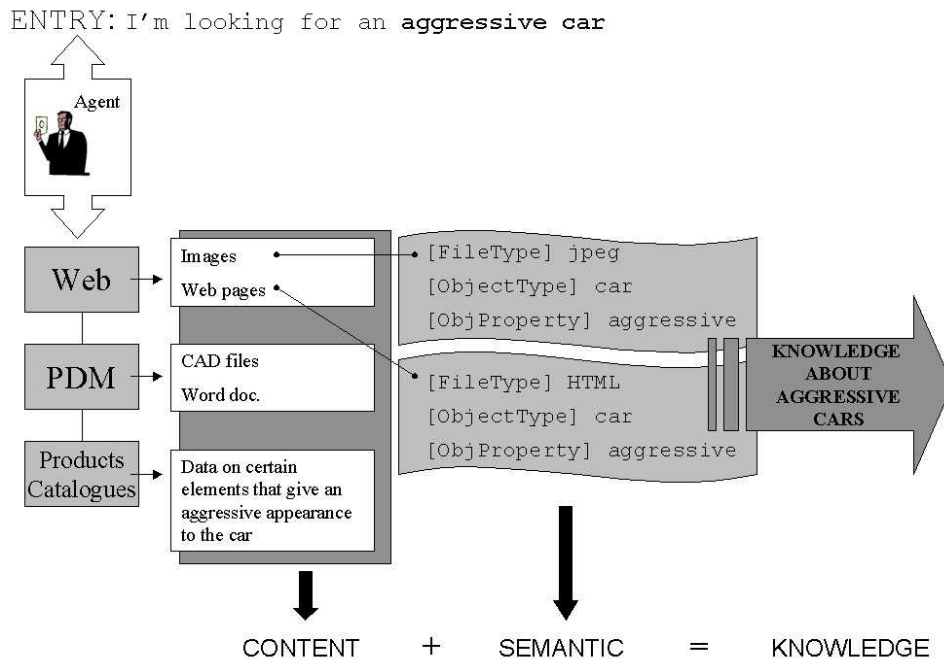 ENTRY: I'm looking for an aggressive car
Agent
Web
Images
Web pages
[FileType] jpeg
[ObjectType] car
[ObjProperty] aggressive
PDM
CAD files
Word doc.
[FileType] HTML
[ObjectType] car
[ObjProperty] aggressive
KNOWLEDGE
ABOUT
AGGRESSIVE
CARS
Products
Catalogues
Data on certain
elements that give an
aggressive appearance
to the car
CONTENT + SEMANTIC = KNOWLEDGE